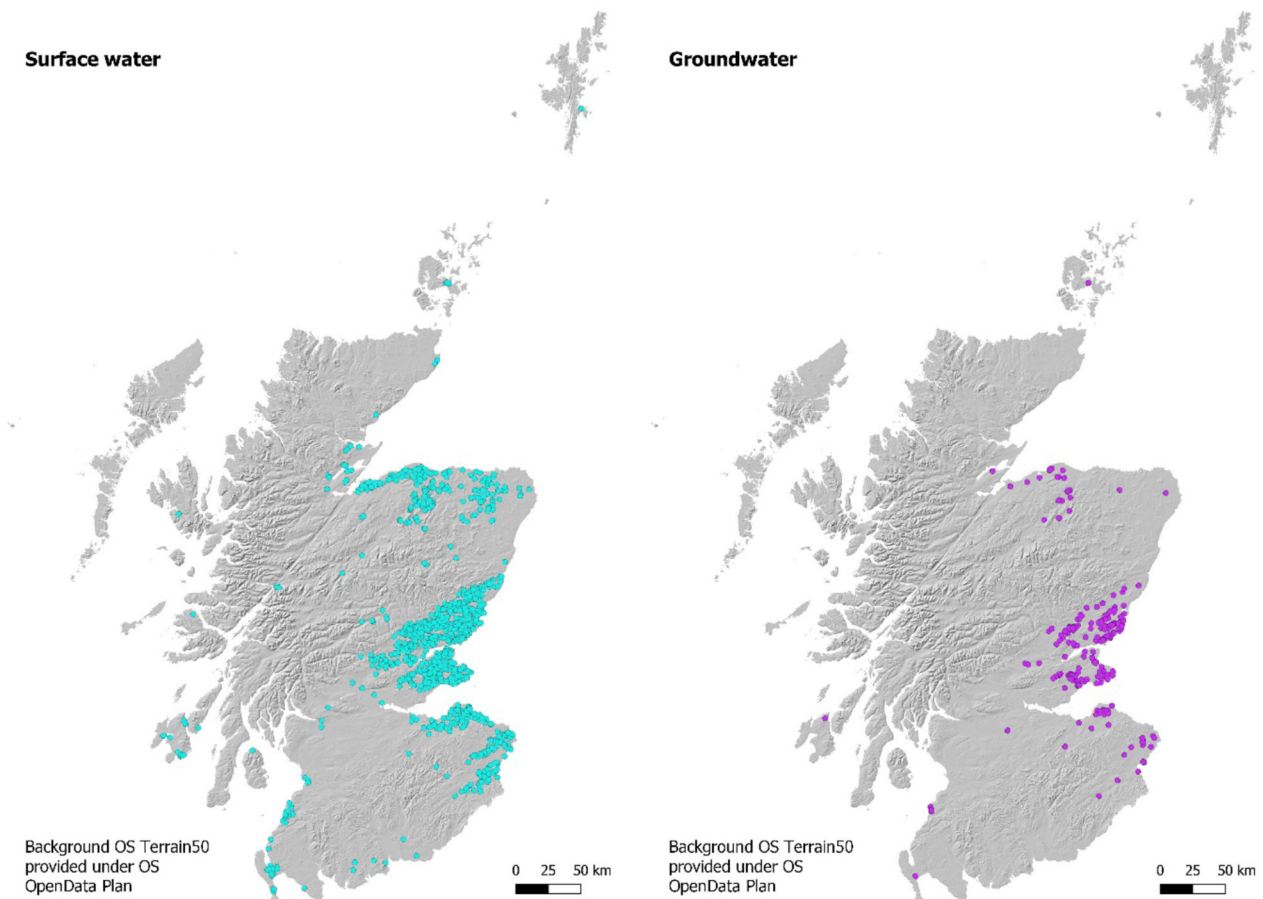 Surface water
Groundwater
Background OS Terrain50
provided under OS
OpenData Plan
0 25 50 km
Background OS Terrain50
provided under OS
OpenData Plan
0 25 50 km